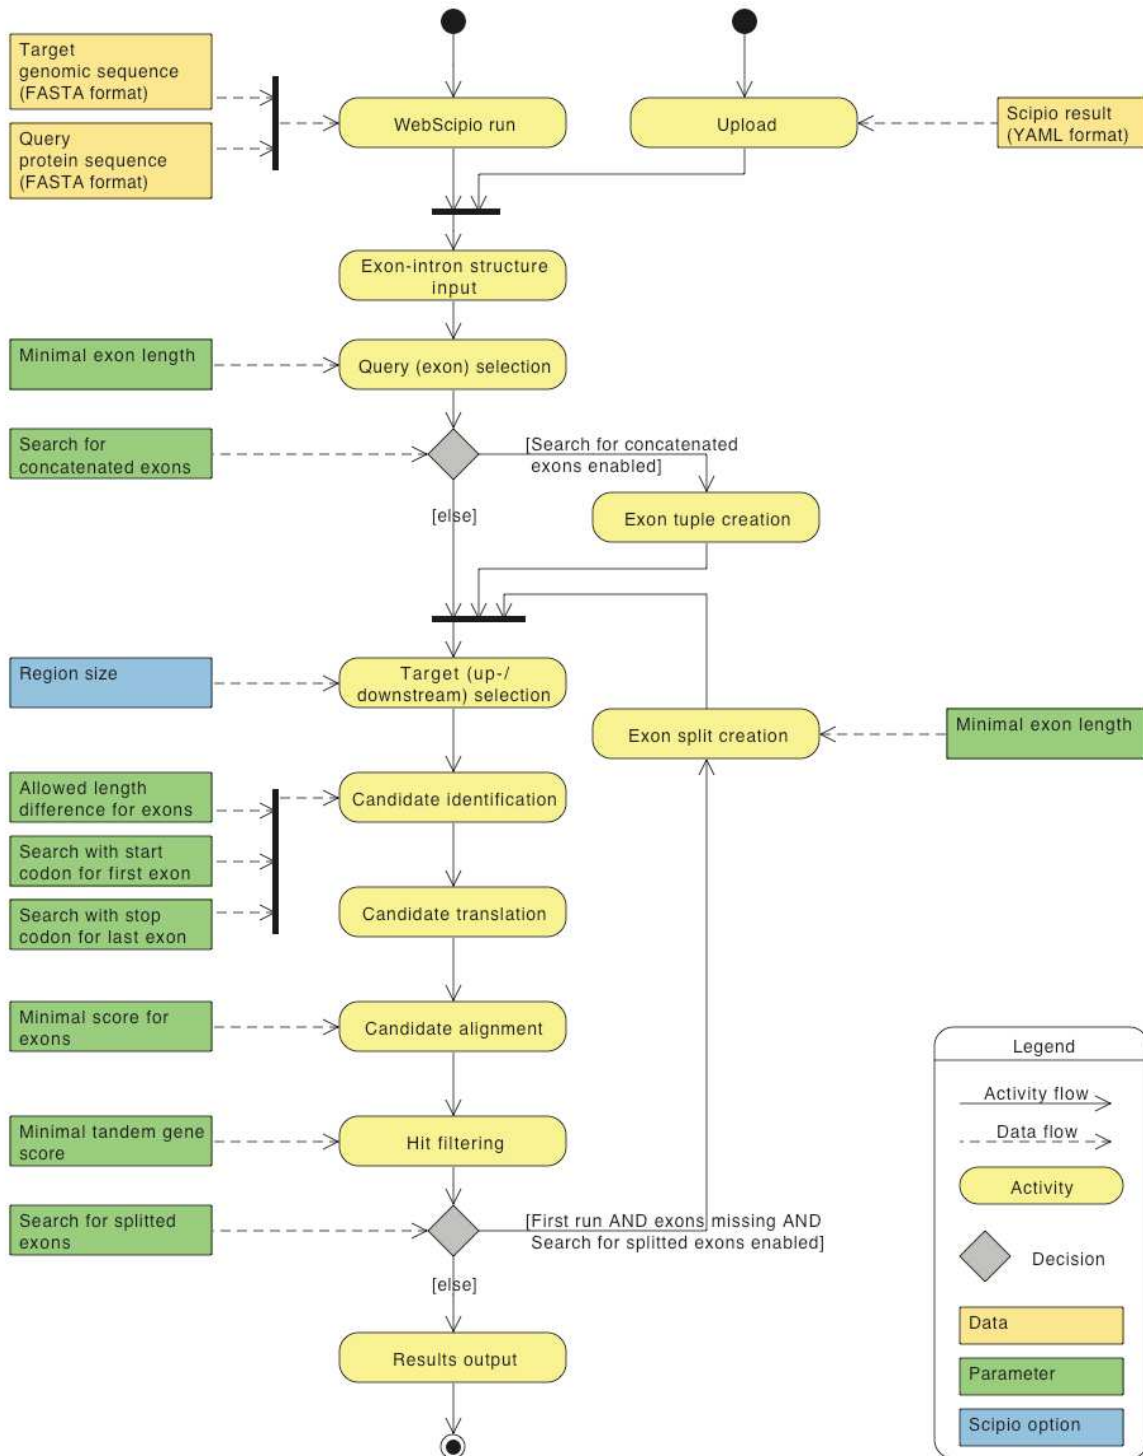 Target
genomic sequence
(FASTA format)
Query
protein sequence
(FASTA format)
WebScipio run
Upload
Scipio result
(YAML format)
Exon-intron structure
input
Minimal exon length
Query (exon) selection
Search for
concatenated exons
[Search for concatenated
exons enabled]
[else]
Exon tuple creation
Region size
Target (up-/
downstream) selection
Exon split creation
Minimal exon length
Allowed length
difference for exons
Candidate identification
Search with start
codon for first exon
Search with stop
codon for last exon
Candidate translation
Minimal score for
exons
Candidate alignment
Minimal tandem gene
score
Hit filtering
Search for splitted
exons
[First run AND exons missing AND
Search for splitted exons enabled]
[else]
Results output
Legend
Activity flow
Data flow
Activity
Decision
Data
Parameter
Scipio option